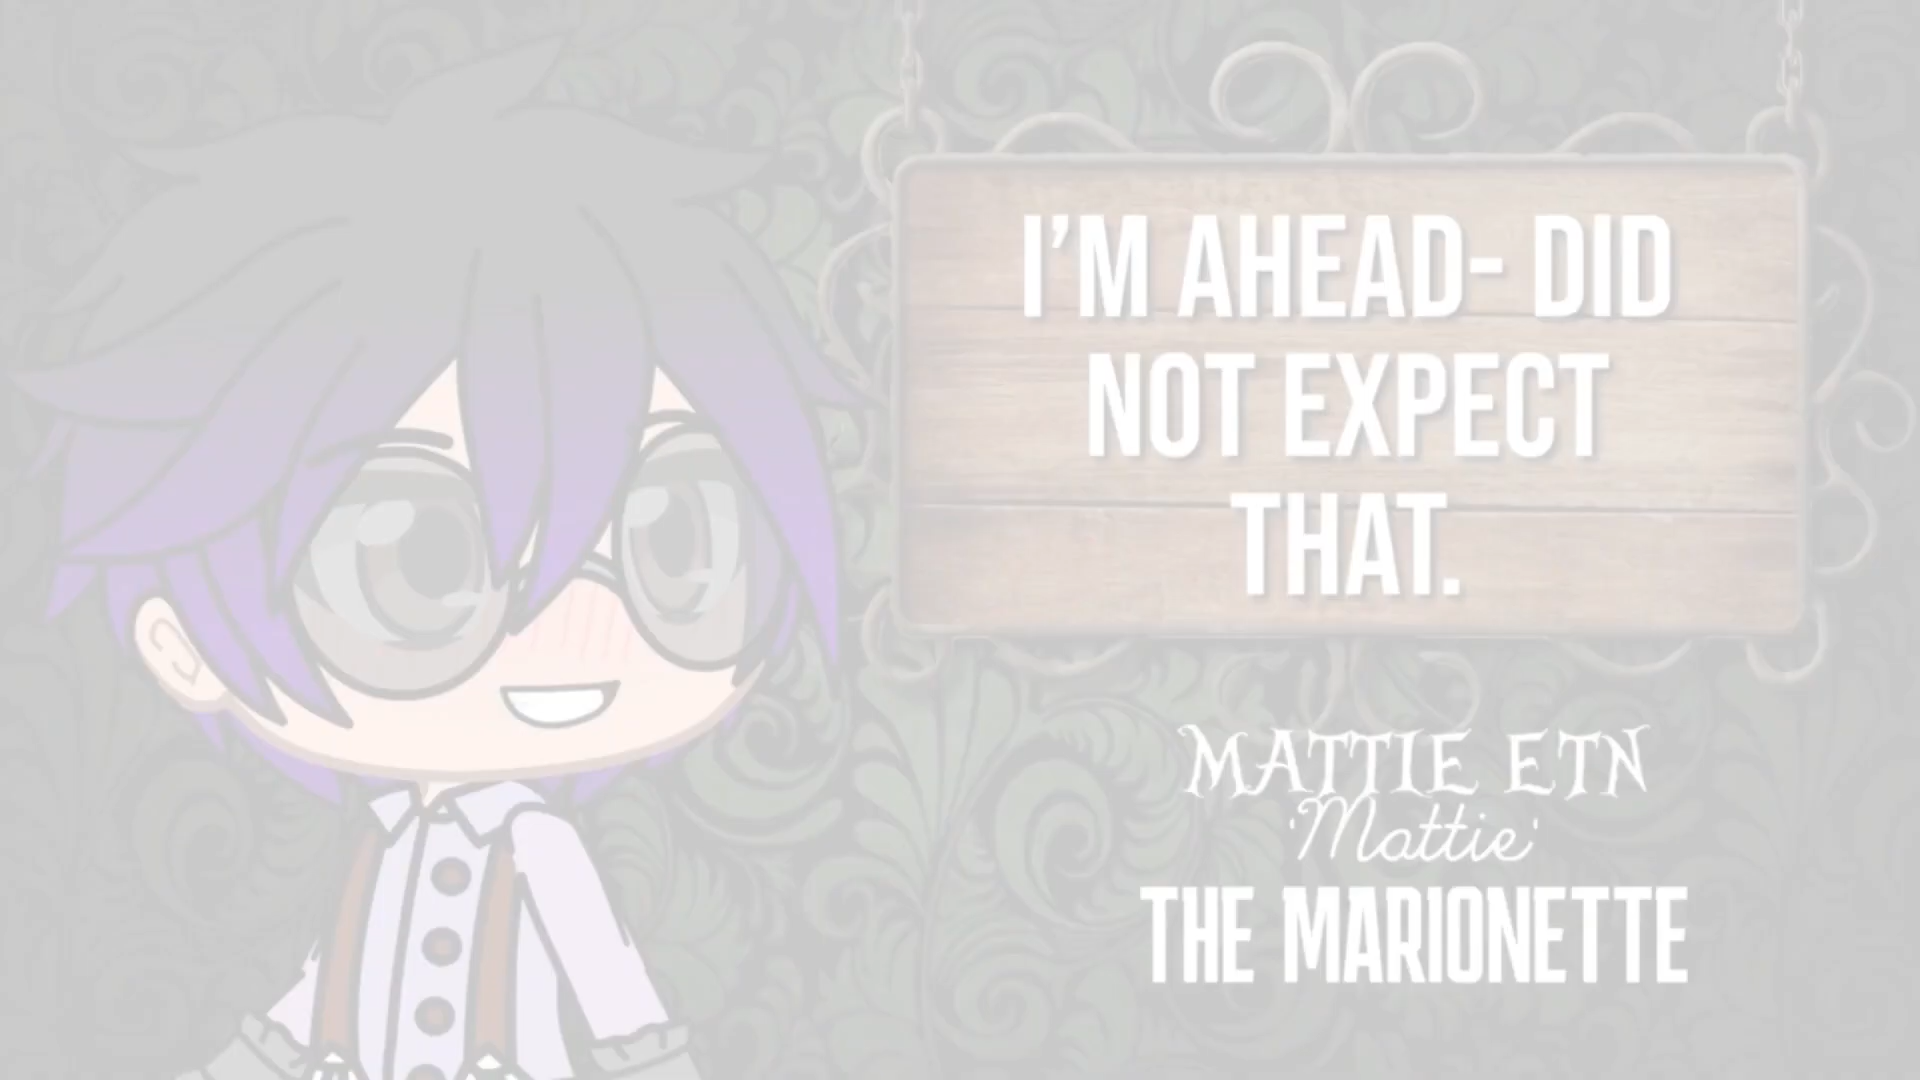 I'M AHEAD- DID
NOT EXPECT
THAT.
MATTIE ETN
'Mattie'
THE MARIONETTE